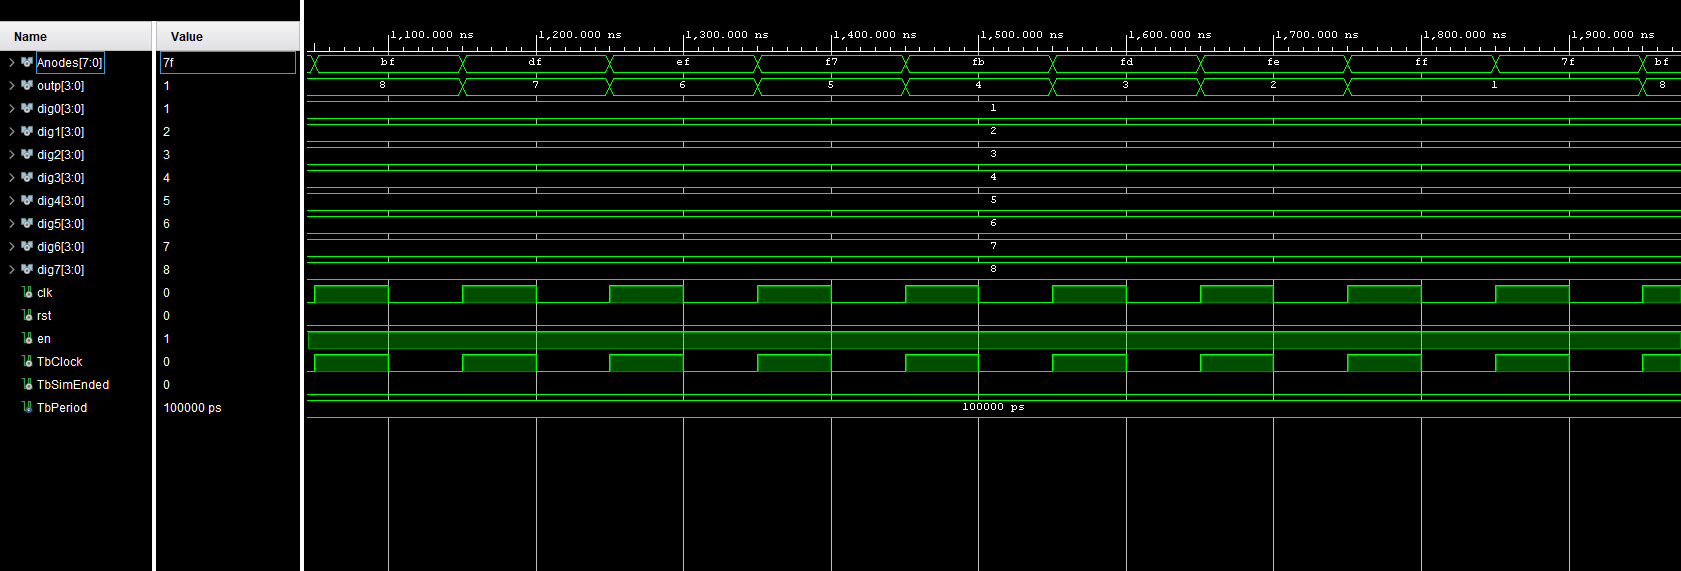 Name Value
1,100.000 ns 1,200.000 ns 1,300.000 ns 1,400.000 ns 1,500.000 ns 1,600.000 ns 1,700.000 ns 1,800.000 ns 1,900.000 ns
Anodes[7:0] 7f bf df ef f7 fb fd fe ff 7f bf
outp[3:0] 1 8 7 6 5 4 3 2 1 8
dig0[3:0] 1 1
dig1[3:0] 2 2
dig2[3:0] 3 3
dig3[3:0] 4 4
dig4[3:0] 5 5
dig5[3:0] 6 6
dig6[3:0] 7 7
dig7[3:0] 8 8
clk 0
rst 0
en 1
TbClock 0
TbSimEnded 0
TbPeriod 100000 ps 100000 ps